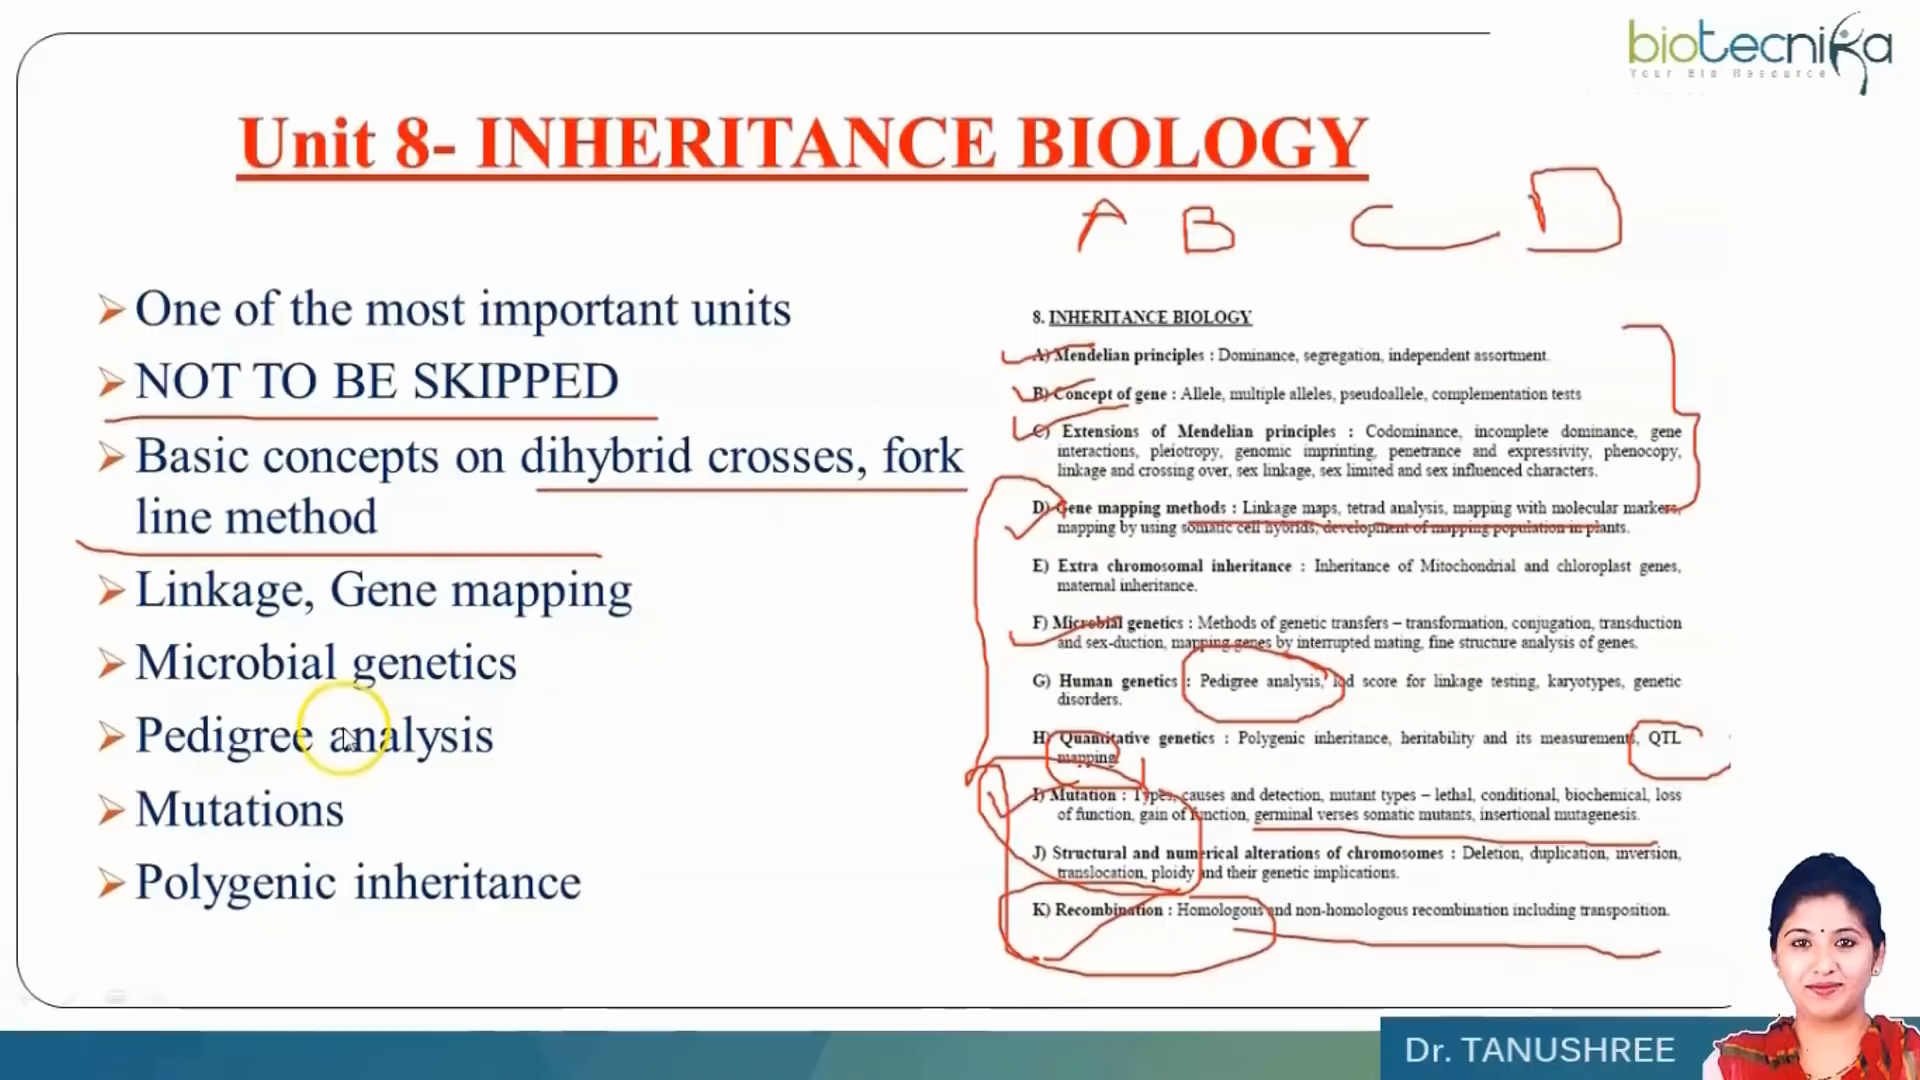 biotecnika
Your Bio Resource
Unit 8- INHERITANCE BIOLOGY
A B C D
One of the most important units
NOT TO BE SKIPPED
Basic concepts on dihybrid crosses, fork
line method
Linkage, Gene mapping
Microbial genetics
Pedigree analysis
Mutations
Polygenic inheritance
8. INHERITANCE BIOLOGY
A) Mendelian principles : Dominance, segregation, independent assortment.
B) Concept of gene : Allele, multiple alleles, pseudoallele, complementation tests
C) Extensions of Mendelian principles : Codominance, incomplete dominance, gene
interactions, pleiotropy, genomic imprinting, penetrance and expressivity, phenocopy,
linkage and crossing over, sex linkage, sex limited and sex influenced characters.
D) Gene mapping methods : Linkage maps, tetrad analysis, mapping with molecular markers,
mapping by using somatic cell hybrids, development of mapping population in plants.
E) Extra chromosomal inheritance : Inheritance of Mitochondrial and chloroplast genes,
maternal inheritance.
F) Microbial genetics : Methods of genetic transfers – transformation, conjugation, transduction
and sex-duction, mapping genes by interrupted mating, fine structure analysis of genes.
G) Human genetics : Pedigree analysis, lod score for linkage testing, karyotypes, genetic
disorders.
H) Quantitative genetics : Polygenic inheritance, heritability and its measurements, QTL
mapping.
I) Mutation : Types, causes and detection, mutant types – lethal, conditional, biochemical, loss
of function, gain of function, germinal verses somatic mutants, insertional mutagenesis.
J) Structural and numerical alterations of chromosomes : Deletion, duplication, inversion,
translocation, ploidy and their genetic implications.
K) Recombination : Homologous and non-homologous recombination including transposition.
Dr. TANUSHREE